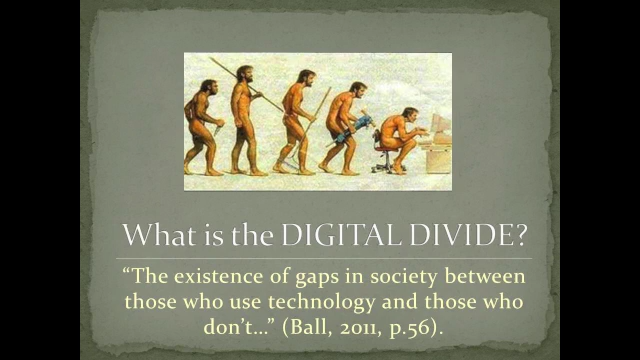 What is the DIGITAL DIVIDE?
“The existence of gaps in society between
those who use technology and those who
don’t…” (Ball, 2011, p.56).